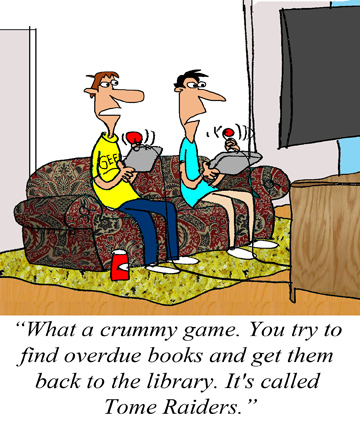 GEE
“What a crummy game. You try to
find overdue books and get them
back to the library. It's called
Tome Raiders.”